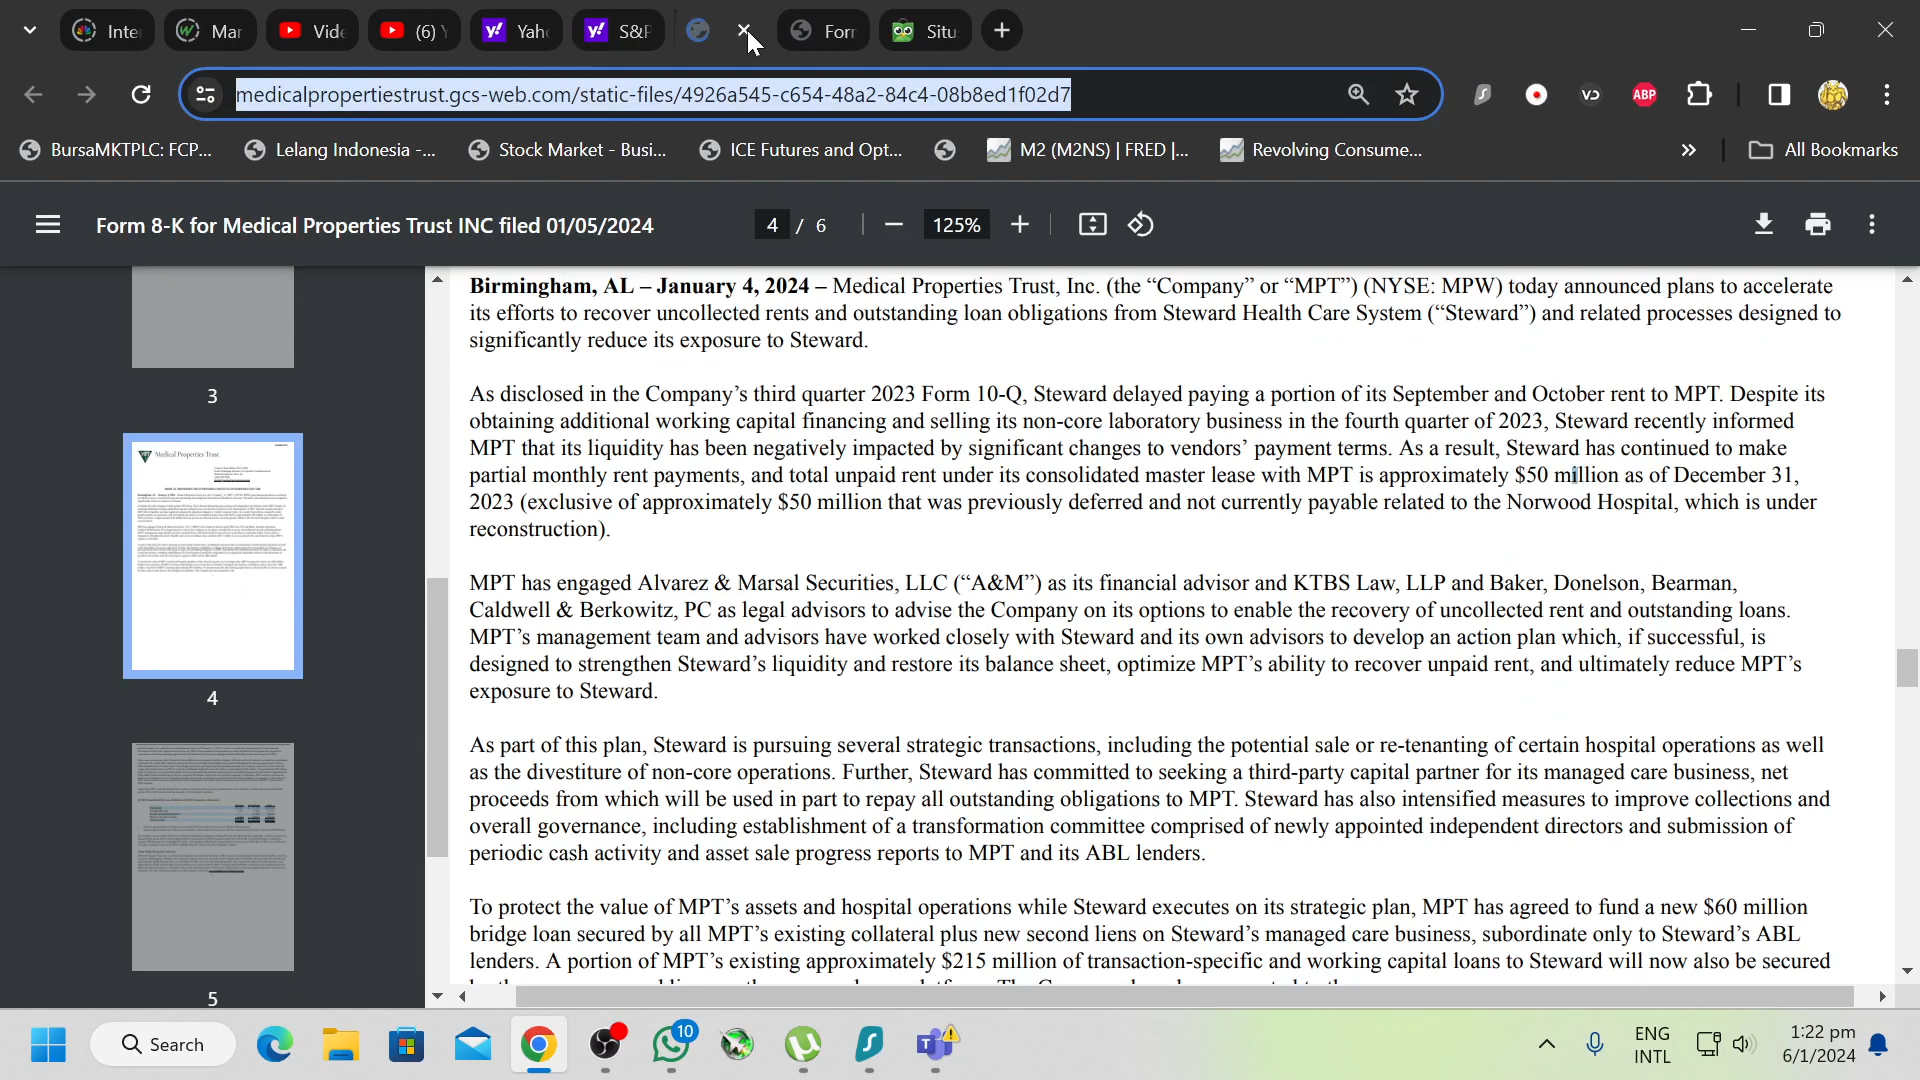 Inte
Mar
Vide
(6) Y
Yaho
S&P
For
Situ
medicalpropertiestrust.gcs-web.com/static-files/4926a545-c654-48a2-84c4-08b8ed1f02d7
ABP
BursaMKTPLC: FCP...
Lelang Indonesia -...
Stock Market - Busi...
ICE Futures and Opt...
M2 (M2NS) | FRED |...
Revolving Consume...
All Bookmarks
Form 8-K for Medical Properties Trust INC filed 01/05/2024
4 / 6
125%
Birmingham, AL – January 4, 2024 – Medical Properties Trust, Inc. (the “Company” or “MPT”) (NYSE: MPW) today announced plans to accelerate
its efforts to recover uncollected rents and outstanding loan obligations from Steward Health Care System (“Steward”) and related processes designed to
significantly reduce its exposure to Steward.
As disclosed in the Company’s third quarter 2023 Form 10-Q, Steward delayed paying a portion of its September and October rent to MPT. Despite its
obtaining additional working capital financing and selling its non-core laboratory business in the fourth quarter of 2023, Steward recently informed
MPT that its liquidity has been negatively impacted by significant changes to vendors’ payment terms. As a result, Steward has continued to make
partial monthly rent payments, and total unpaid rent under its consolidated master lease with MPT is approximately $50 million as of December 31,
2023 (exclusive of approximately $50 million that was previously deferred and not currently payable related to the Norwood Hospital, which is under
reconstruction).
MPT has engaged Alvarez & Marsal Securities, LLC (“A&M”) as its financial advisor and KTBS Law, LLP and Baker, Donelson, Bearman,
Caldwell & Berkowitz, PC as legal advisors to advise the Company on its options to enable the recovery of uncollected rent and outstanding loans.
MPT’s management team and advisors have worked closely with Steward and its own advisors to develop an action plan which, if successful, is
designed to strengthen Steward’s liquidity and restore its balance sheet, optimize MPT’s ability to recover unpaid rent, and ultimately reduce MPT’s
exposure to Steward.
As part of this plan, Steward is pursuing several strategic transactions, including the potential sale or re-tenanting of certain hospital operations as well
as the divestiture of non-core operations. Further, Steward has committed to seeking a third-party capital partner for its managed care business, net
proceeds from which will be used in part to repay all outstanding obligations to MPT. Steward has also intensified measures to improve collections and
overall governance, including establishment of a transformation committee comprised of newly appointed independent directors and submission of
periodic cash activity and asset sale progress reports to MPT and its ABL lenders.
To protect the value of MPT’s assets and hospital operations while Steward executes on its strategic plan, MPT has agreed to fund a new $60 million
bridge loan secured by all MPT’s existing collateral plus new second liens on Steward’s managed care business, subordinate only to Steward’s ABL
lenders. A portion of MPT’s existing approximately $215 million of transaction-specific and working capital loans to Steward will now also be secured
3
Medical Properties Trust
4
5
Search
10
ENG
INTL
1:22 pm
6/1/2024